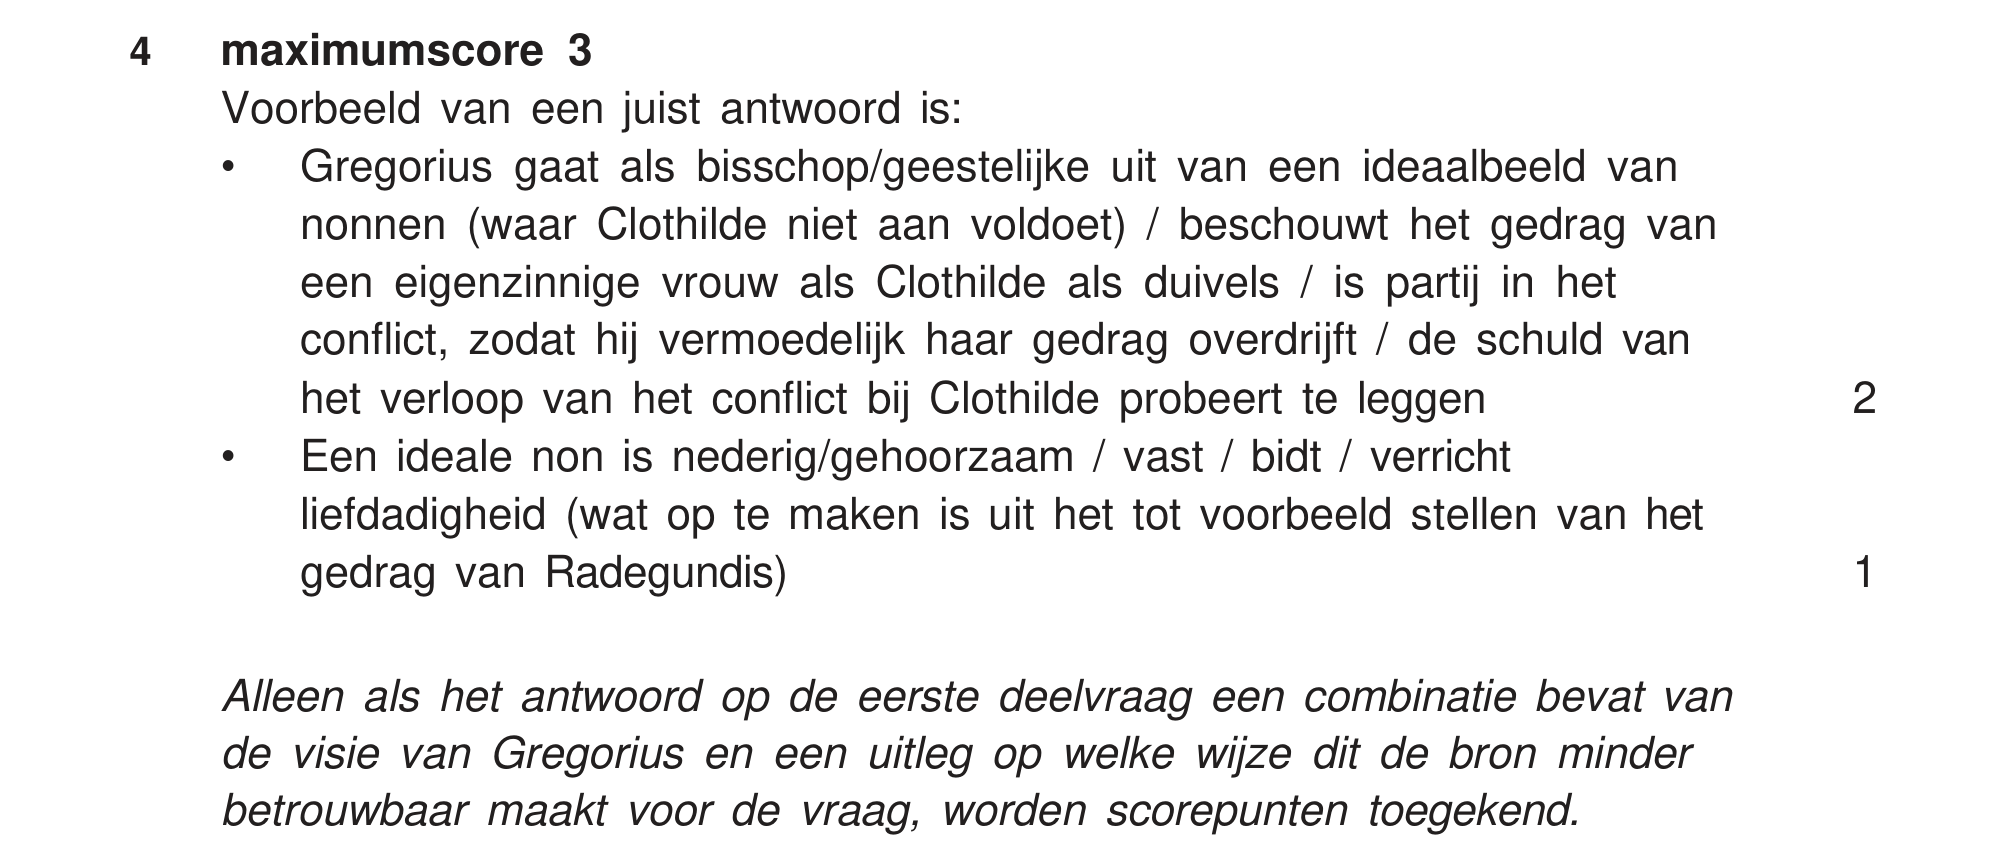 4 maximumscore 3
Voorbeeld van een juist antwoord is:
• Gregorius gaat als bisschop/geestelijke uit van een ideaalbeeld van
nonnen (waar Clothilde niet aan voldoet) / beschouwt het gedrag van
een eigenzinnige vrouw als Clothilde als duivels / is partij in het
conflict, zodat hij vermoedelijk haar gedrag overdrijft / de schuld van
het verloop van het conflict bij Clothilde probeert te leggen 2
• Een ideale non is nederig/gehoorzaam / vast / bidt / verricht
liefdadigheid (wat op te maken is uit het tot voorbeeld stellen van het
gedrag van Radegundis) 1
Alleen als het antwoord op de eerste deelvraag een combinatie bevat van
de visie van Gregorius en een uitleg op welke wijze dit de bron minder
betrouwbaar maakt voor de vraag, worden scorepunten toegekend.